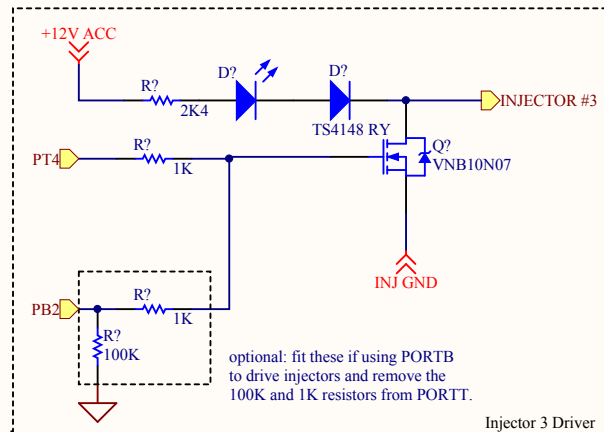 +12V ACC
R?
2K4
D?
D?
TS4148 RY
INJECTOR #3
PT4
R?
1K
Q?
VNB10N07
INJ GND
PB2
R?
1K
R?
100K
optional: fit these if using PORTB
to drive injectors and remove the
100K and 1K resistors from PORTT.
Injector 3 Driver